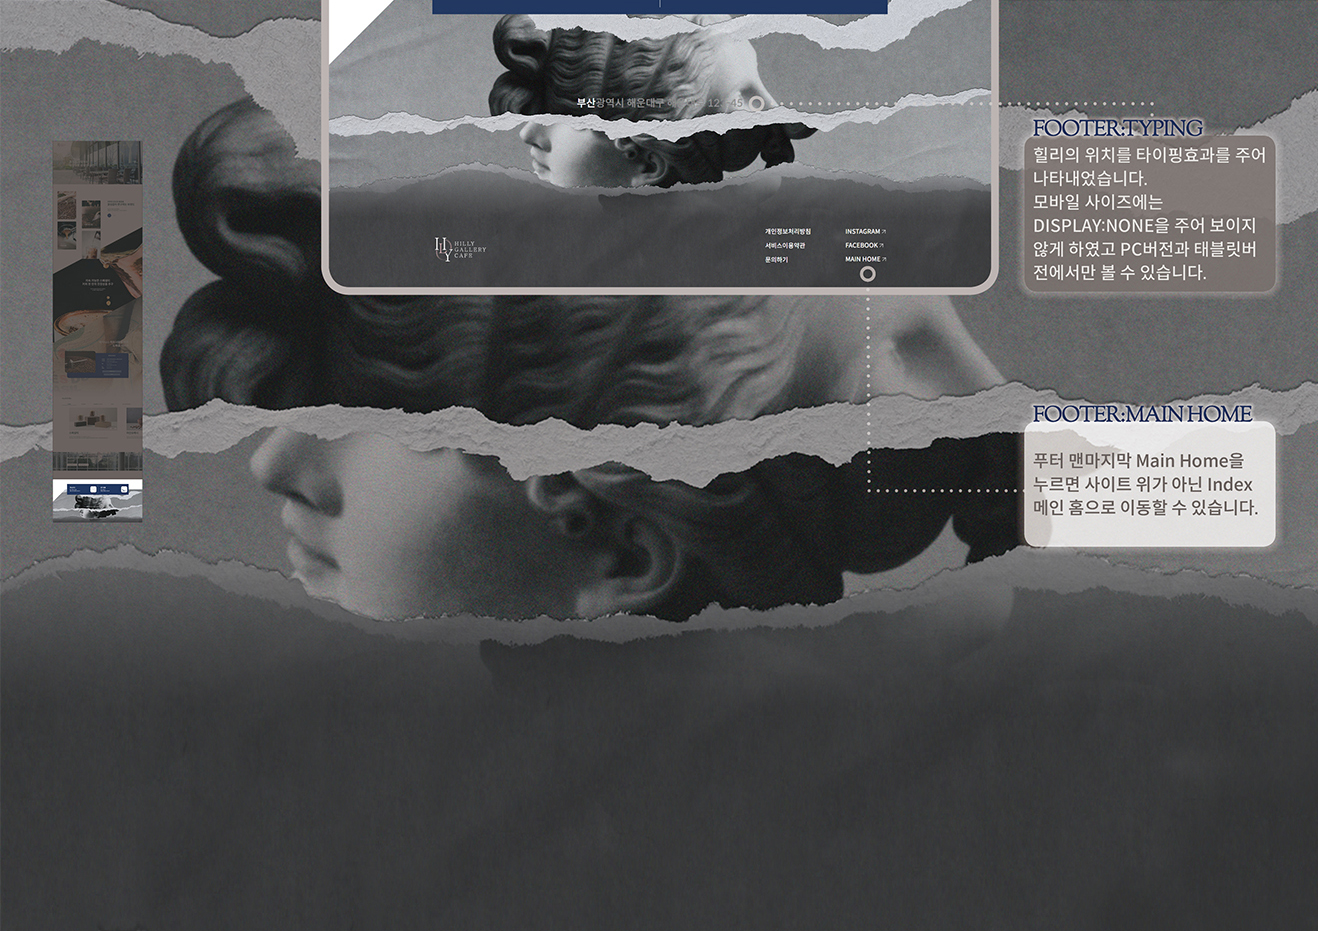 부산광역시 해운대구
FOOTER:TYPING
힐리의 위치를 타이핑효과를 주어
나타내었습니다.
모바일 사이즈에는
DISPLAY:NONE을 주어 보이지
않게 하였고 PC버전과 태블릿버
전에서만 볼 수 있습니다.
개인정보처리방침
서비스이용약관
문의하기
INSTAGRAM
FACEBOOK
MAIN HOME
HILLY
GALLERY
CAFE
FOOTER:MAIN HOME
푸터 맨마지막 Main Home을
누르면 사이트 위가 아닌 Index
메인 홈으로 이동할 수 있습니다.